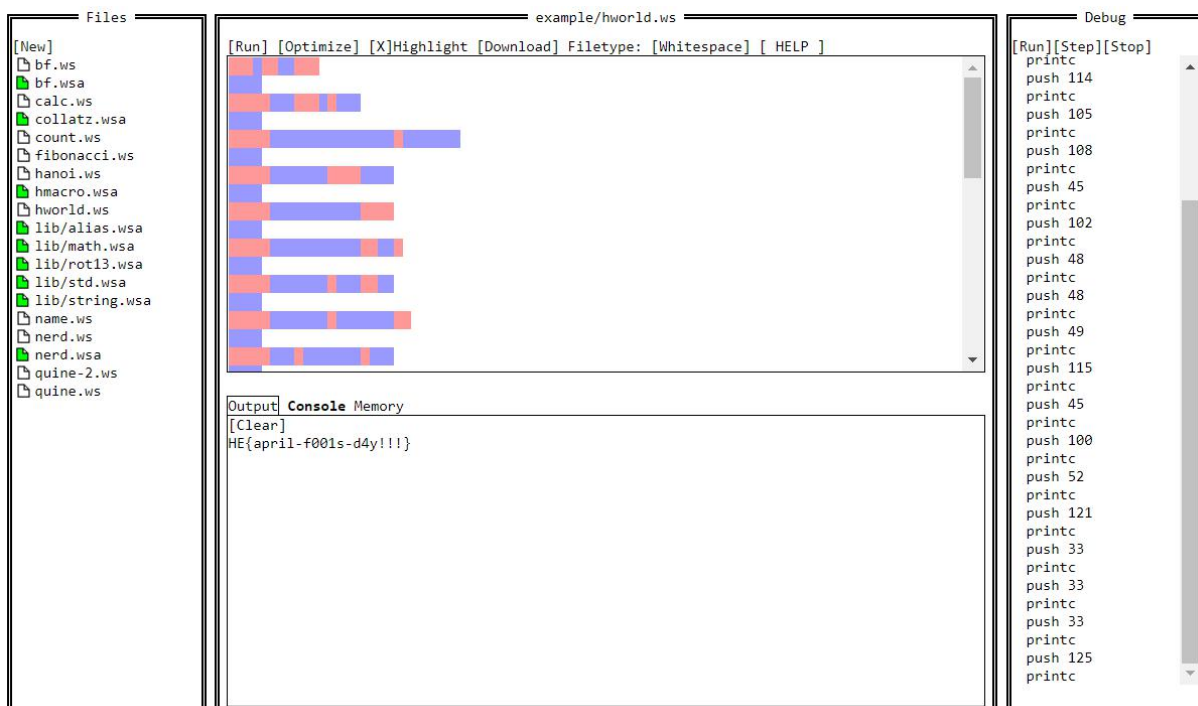 Files
[New]
bf.ws
bf.wsa
calc.ws
collatz.wsa
count.ws
fibonacci.ws
hanoi.ws
hmacro.wsa
hworld.ws
lib/alias.wsa
lib/math.wsa
lib/rot13.wsa
lib/std.wsa
lib/string.wsa
name.ws
nerd.ws
nerd.wsa
quine-2.ws
quine.ws
example/hworld.ws
[Run] [Optimize] [X]Highlight [Download] Filetype: [Whitespace] [ HELP ]
Output Console Memory
[Clear]
HE{april-f001s-d4y!!!}
Debug
[Run][Step][Stop]
printc
push 114
printc
push 105
printc
push 108
printc
push 45
printc
push 102
printc
push 48
printc
push 48
printc
push 49
printc
push 115
printc
push 45
printc
push 100
printc
push 52
printc
push 121
printc
push 33
printc
push 33
printc
push 33
printc
push 125
printc